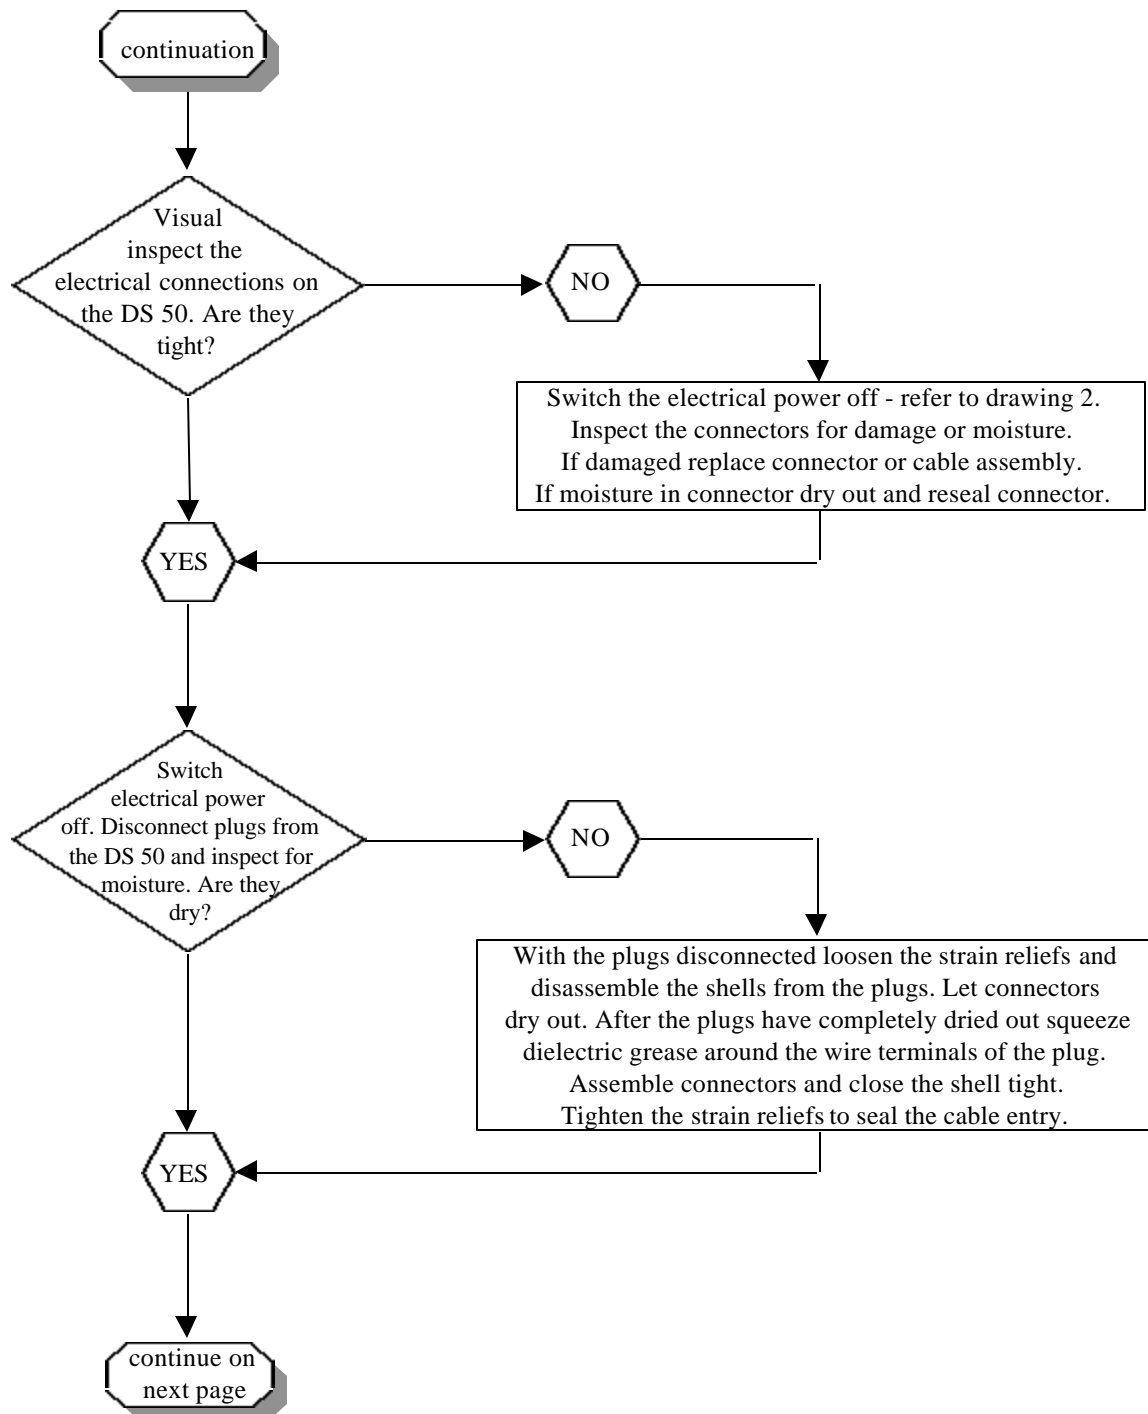 continuation
Visual
inspect the
electrical connections on
the DS 50. Are they
tight?
NO
Switch the electrical power off - refer to drawing 2.
Inspect the connectors for damage or moisture.
If damaged replace connector or cable assembly.
If moisture in connector dry out and reseal connector.
YES
Switch
electrical power
off. Disconnect plugs from
the DS 50 and inspect for
moisture. Are they
dry?
NO
With the plugs disconnected loosen the strain reliefs and
disassemble the shells from the plugs. Let connectors
dry out. After the plugs have completely dried out squeeze
dielectric grease around the wire terminals of the plug.
Assemble connectors and close the shell tight.
Tighten the strain reliefs to seal the cable entry.
YES
continue on
next page